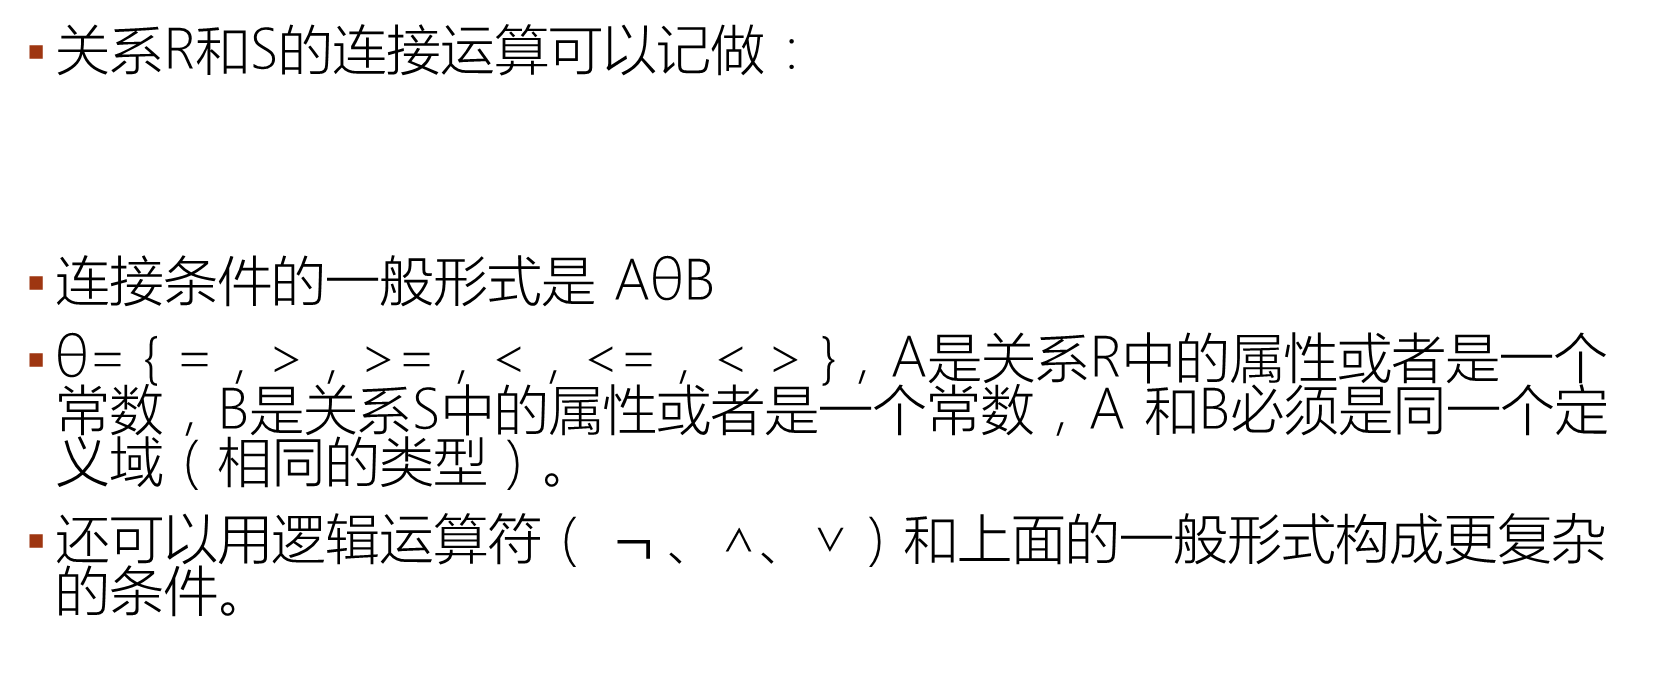 ▪关系R和S的连接运算可以记做：
▪连接条件的一般形式是 AθB
▪θ={ = , > , >= , < , <= , < > }，A是关系R中的属性或者是一个
常数，B是关系S中的属性或者是一个常数，A 和B必须是同一个定
义域（相同的类型）。
▪还可以用逻辑运算符（ ¬ 、∧、∨）和上面的一般形式构成更复杂
的条件。